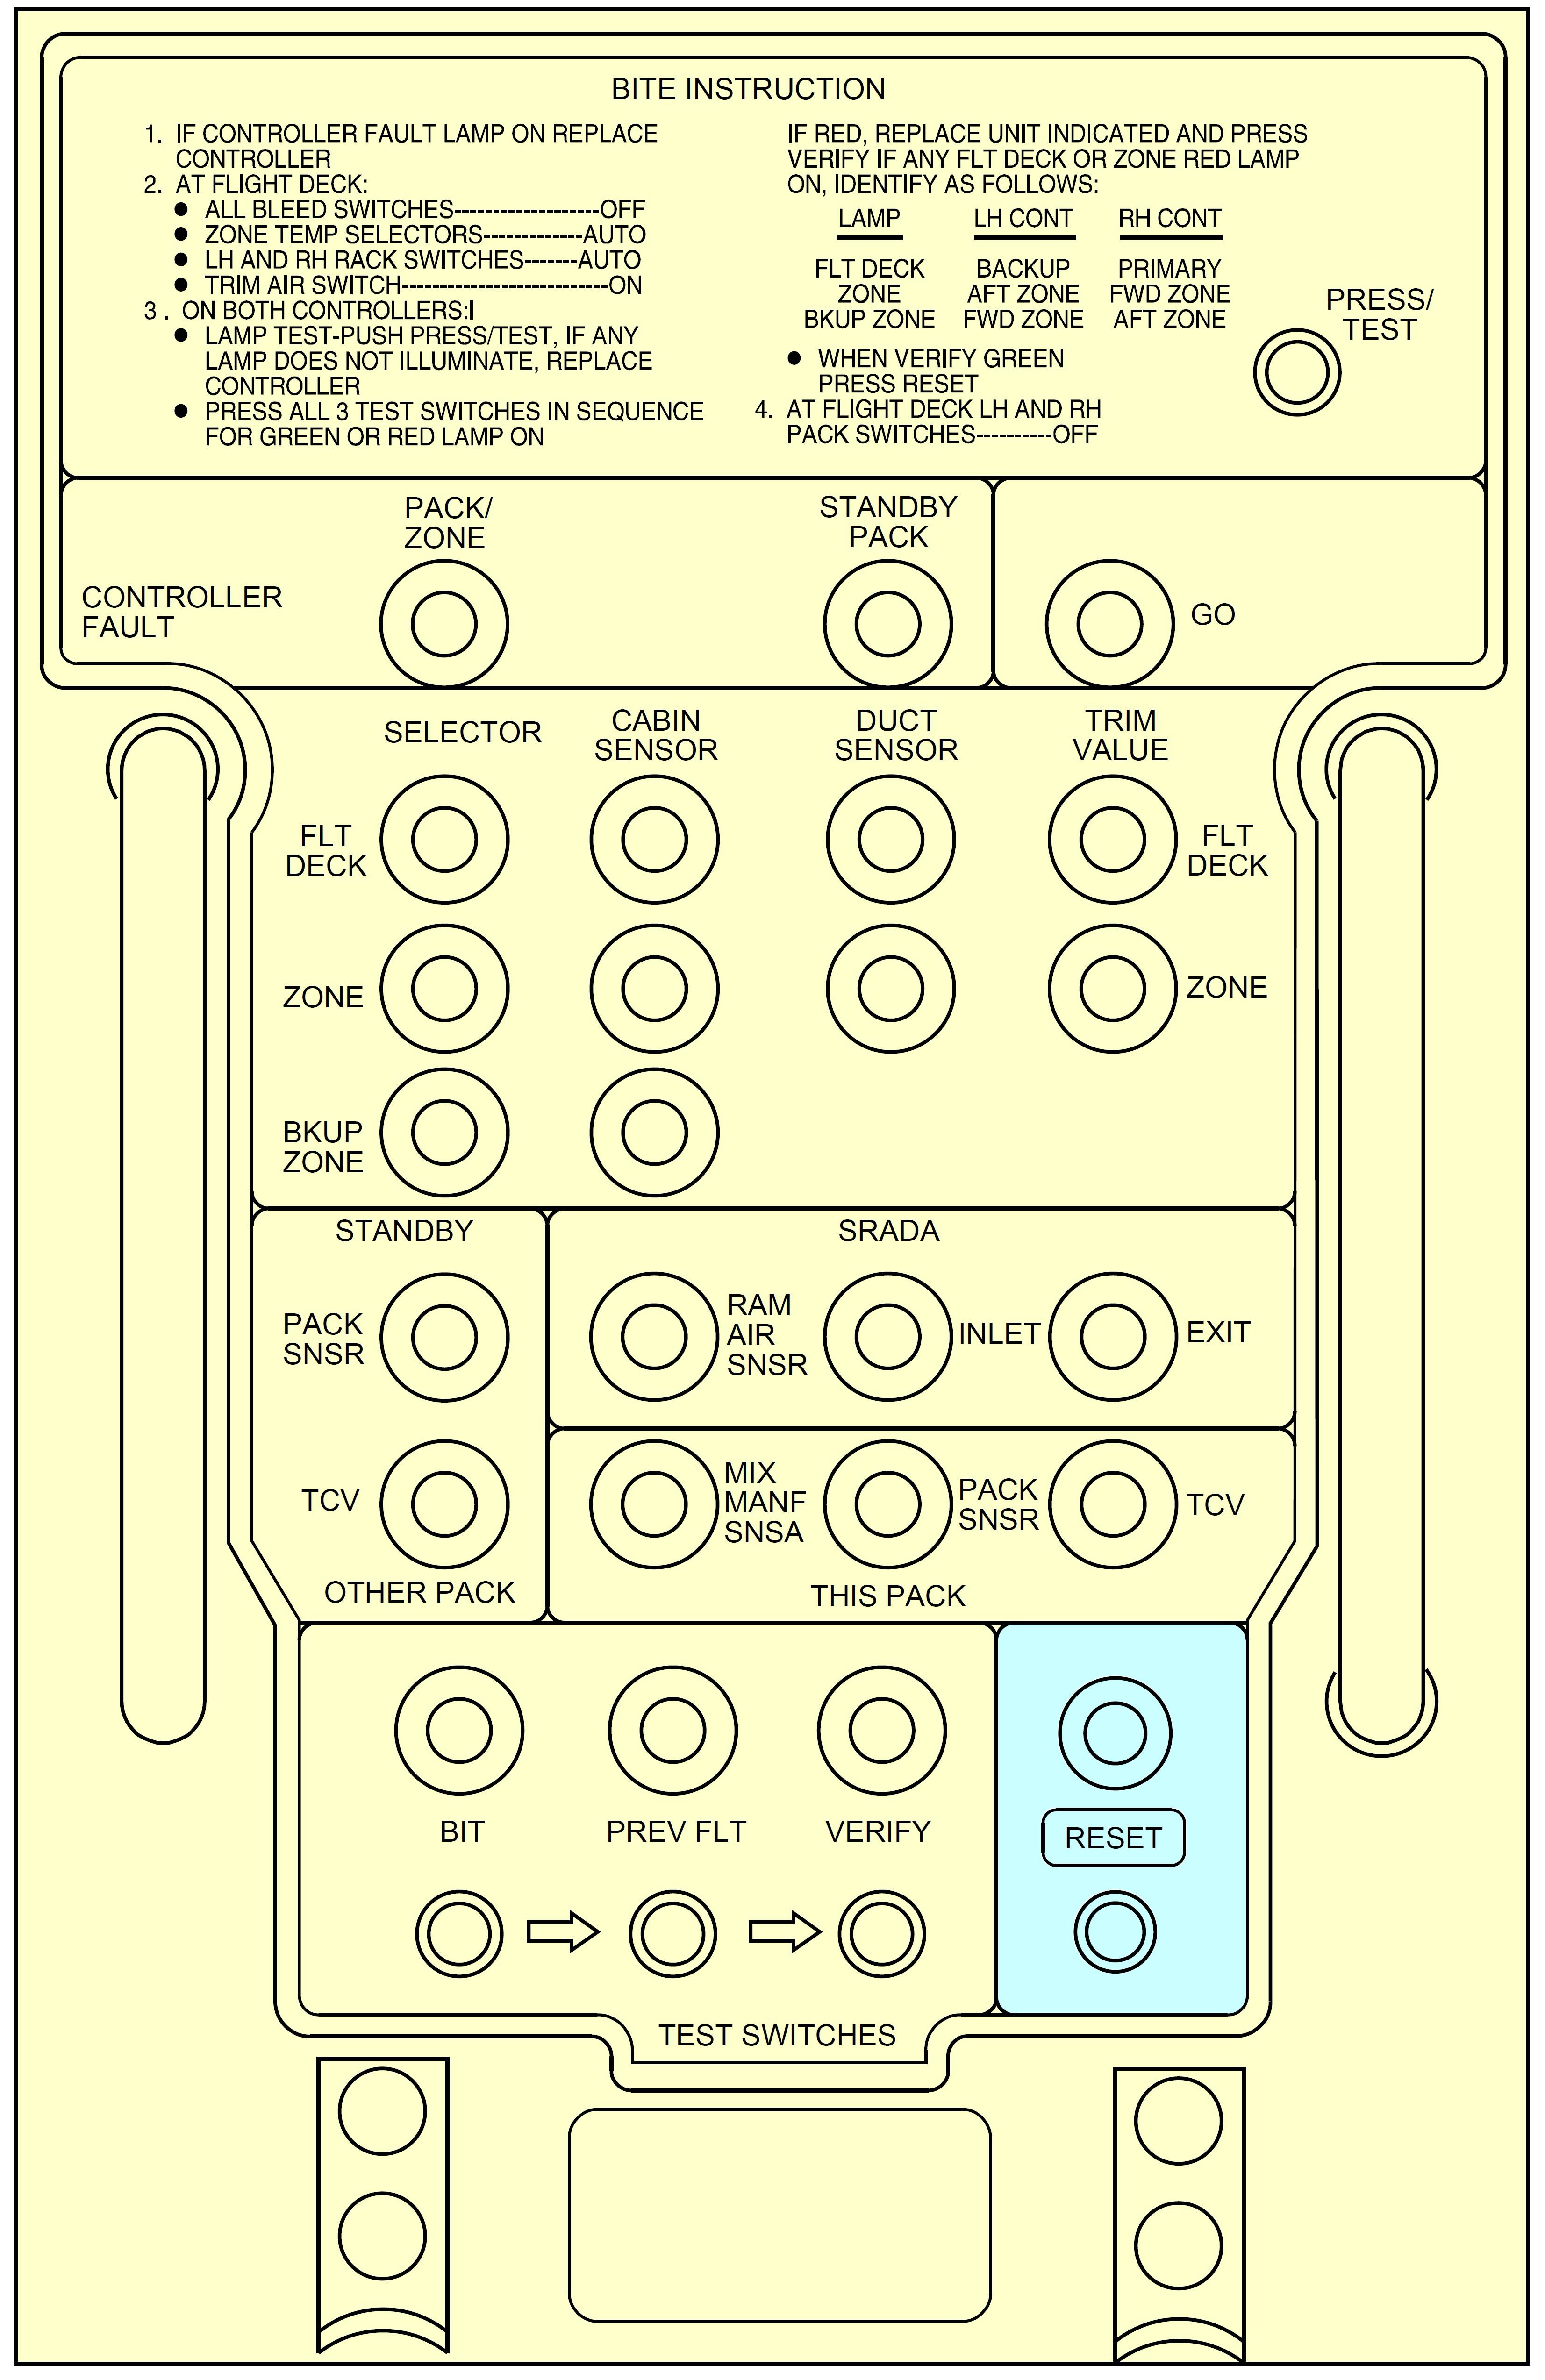 BITE INSTRUCTION
1. IF CONTROLLER FAULT LAMP ON REPLACE
CONTROLLER
2. AT FLIGHT DECK:
● ALL BLEED SWITCHES-------------------OFF
● ZONE TEMP SELECTORS-------------AUTO
● LH AND RH RACK SWITCHES-------AUTO
● TRIM AIR SWITCH---------------------------ON
3. ON BOTH CONTROLLERS:I
● LAMP TEST-PUSH PRESS/TEST, IF ANY
LAMP DOES NOT ILLUMINATE, REPLACE
CONTROLLER
● PRESS ALL 3 TEST SWITCHES IN SEQUENCE
FOR GREEN OR RED LAMP ON
IF RED, REPLACE UNIT INDICATED AND PRESS
VERIFY IF ANY FLT DECK OR ZONE RED LAMP
ON, IDENTIFY AS FOLLOWS:
LAMP LH CONT RH CONT
FLT DECK BACKUP PRIMARY
ZONE AFT ZONE FWD ZONE
BKUP ZONE FWD ZONE AFT ZONE
● WHEN VERIFY GREEN
PRESS RESET
4. AT FLIGHT DECK LH AND RH
PACK SWITCHES----------OFF
PRESS/
TEST
PACK/
ZONE
STANDBY
PACK
CONTROLLER
FAULT
GO
SELECTOR
CABIN
SENSOR
DUCT
SENSOR
TRIM
VALUE
FLT
DECK
FLT
DECK
ZONE
ZONE
BKUP
ZONE
STANDBY
SRADA
PACK
SNSR
RAM
AIR
SNSR
INLET
EXIT
TCV
MIX
MANF
SNSA
PACK
SNSR
TCV
OTHER PACK
THIS PACK
BIT
PREV FLT
VERIFY
RESET
TEST SWITCHES